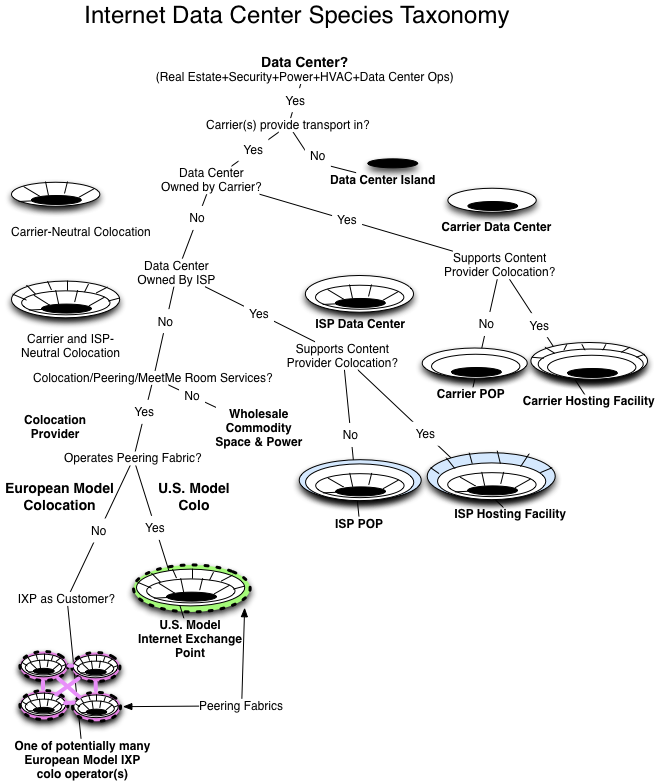 Internet Data Center Species Taxonomy
Data Center?
(Real Estate+Security+Power+HVAC+Data Center Ops)
Yes
Carrier(s) provide transport in?
Yes
No
Data Center Island
Data Center
Owned by Carrier?
Carrier-Neutral Colocation
No
Yes
Carrier Data Center
Supports Content
Provider Colocation?
Data Center
Owned By ISP
No
Yes
ISP Data Center
No
Yes
Carrier and ISP-
Neutral Colocation
Supports Content
Provider Colocation?
Carrier POP
Carrier Hosting Facility
Colocation/Peering/MeetMe Room Services?
Yes
No
Colocation
Provider
Wholesale
Commodity
Space & Power
No
Yes
Operates Peering Fabric?
European Model
Colocation
U.S. Model
Colo
ISP POP
ISP Hosting Facility
No
Yes
IXP as Customer?
U.S. Model
Internet Exchange
Point
Peering Fabrics
One of potentially many
European Model IXP
colo operator(s)